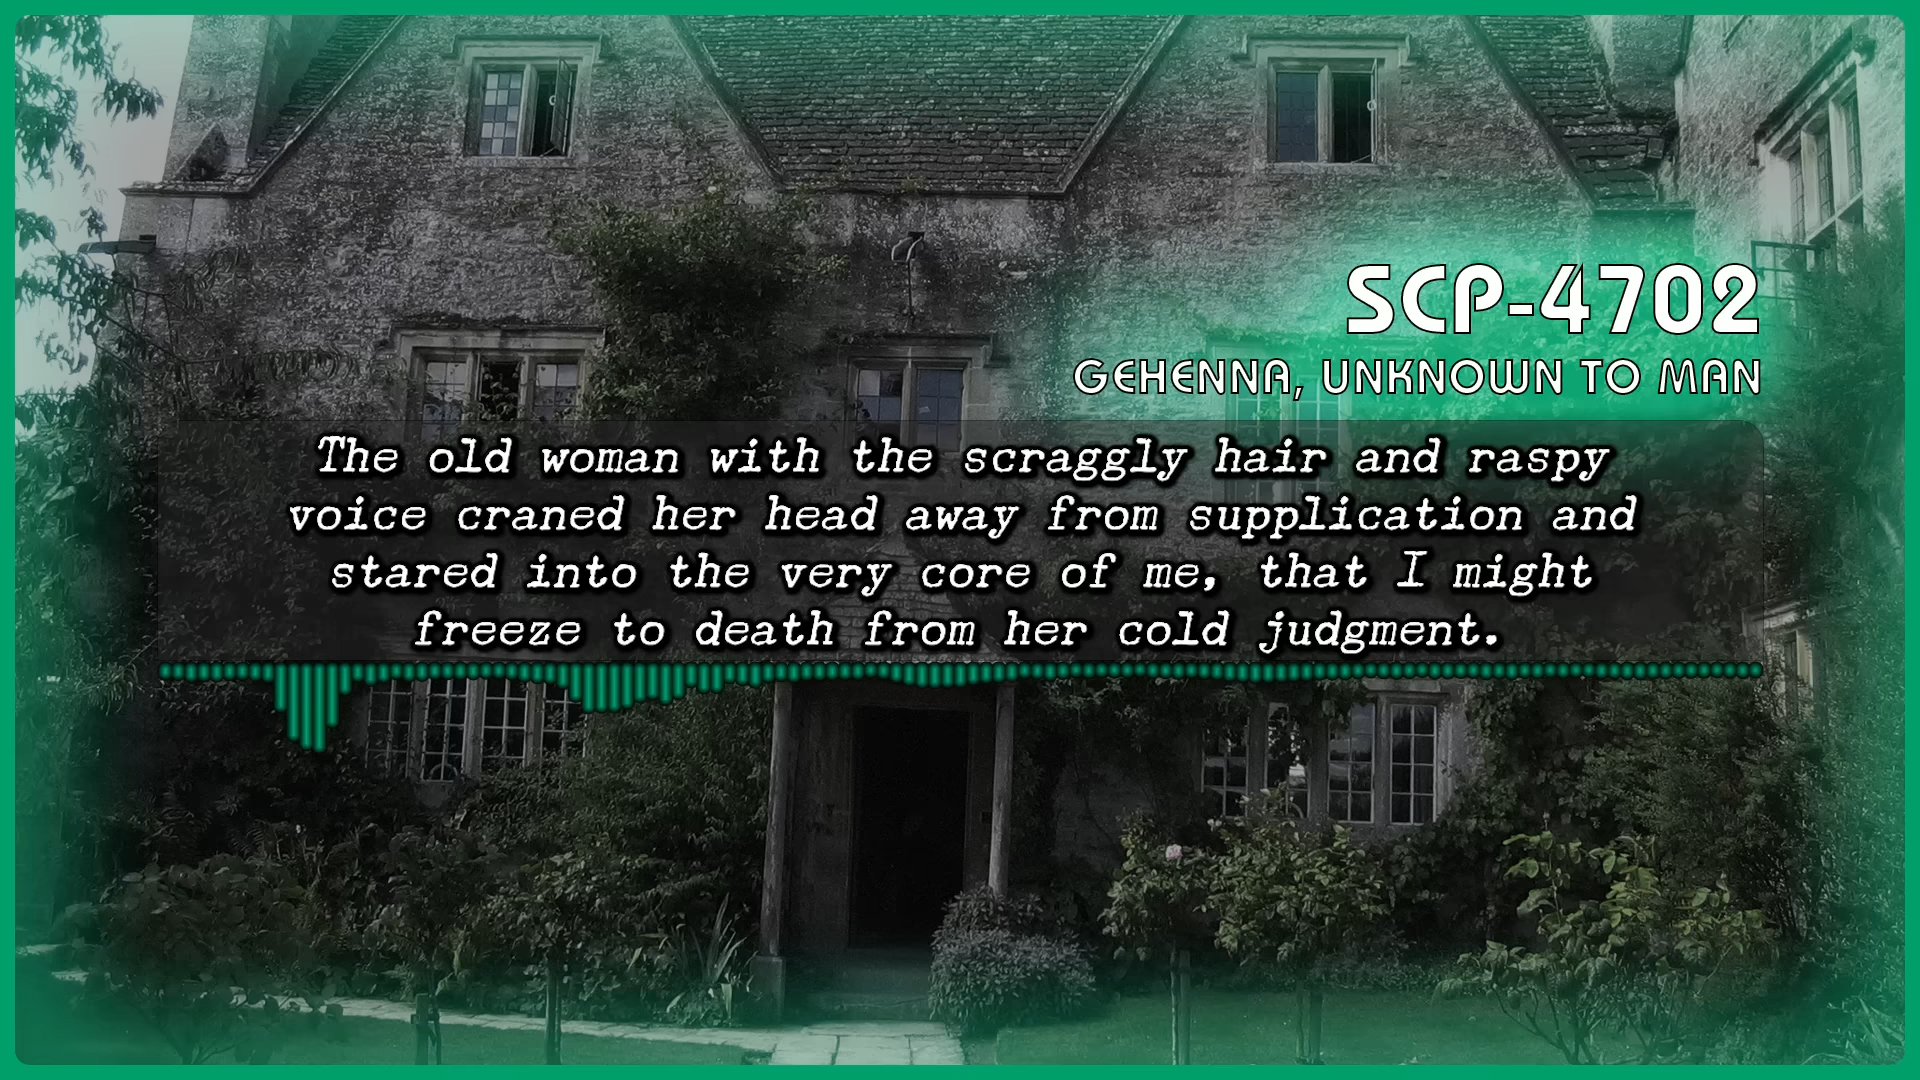 SCP-4702
GEHENNA, UNKNOWN TO MAN
The old woman with the scraggly hair and raspy
voice craned her head away from supplication and
stared into the very core of me, that I might
freeze to death from her cold judgment.